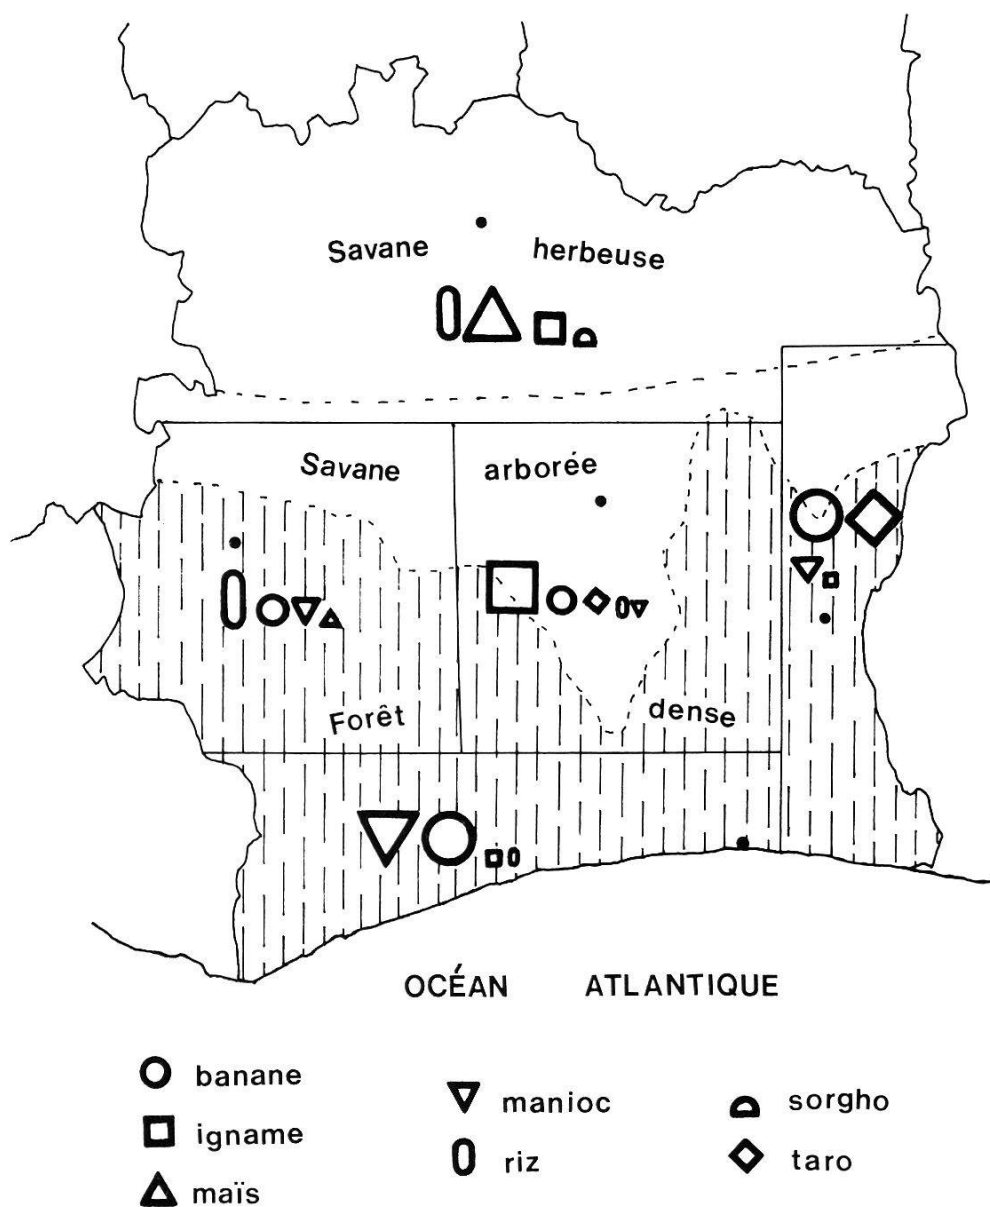 Savane herbeuse
Savane arborée
Forêt dense
OCÉAN ATLANTIQUE
banane
igname
maïs
manioc
riz
sorgho
taro